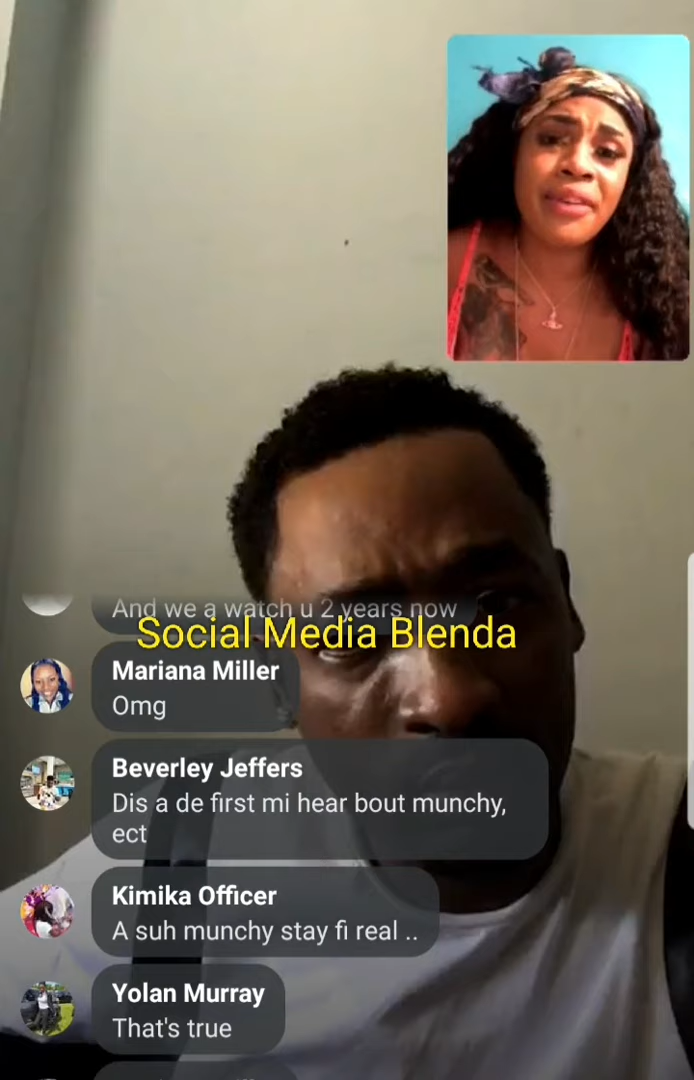 And we a watch u 2 years now
Social Media Blenda
Mariana Miller
Omg
Beverley Jeffers
Dis a de first mi hear bout munchy,
ect
Kimika Officer
A suh munchy stay fi real ..
Yolan Murray
That's true